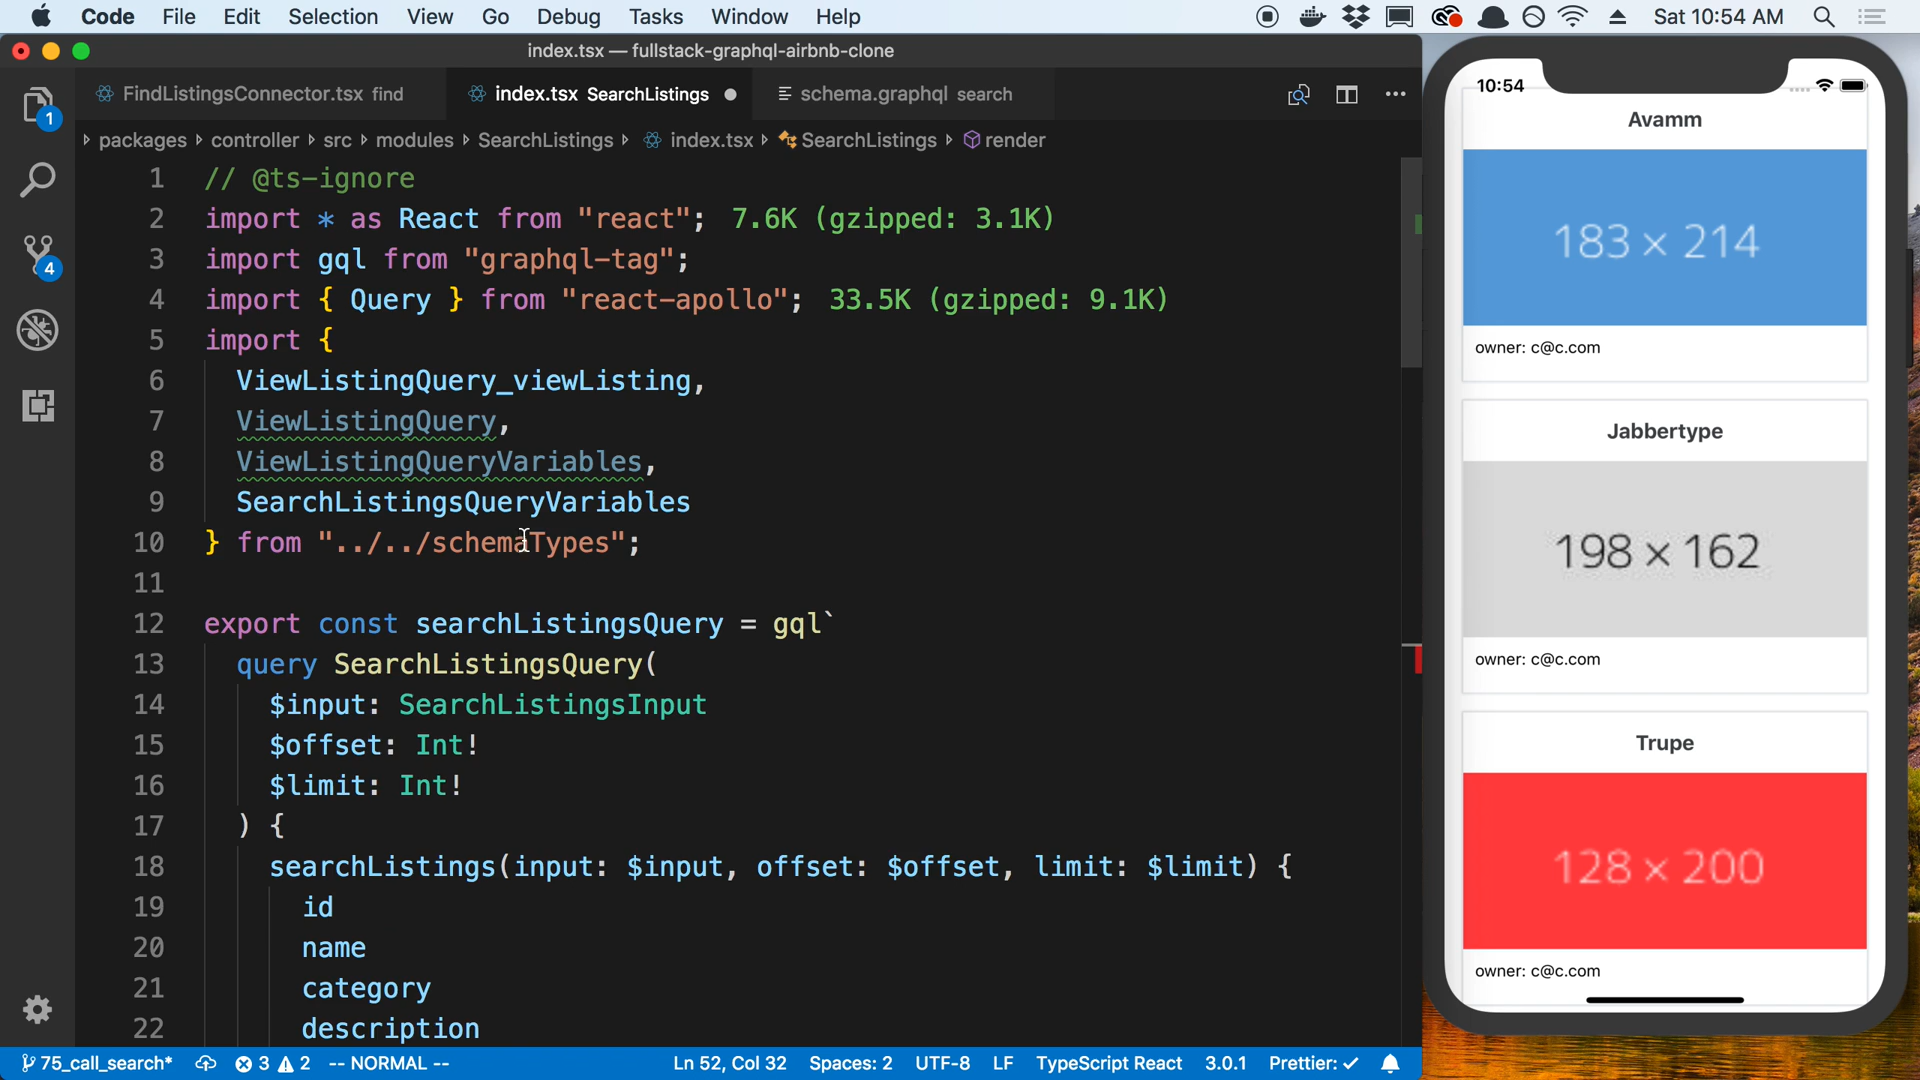 Code File Edit Selection View Go Debug Tasks Window Help Sat 10:54 AM
index.tsx — fullstack-graphql-airbnb-clone
FindListingsConnector.tsx find index.tsx SearchListings schema.graphql search
packages controller src modules SearchListings index.tsx SearchListings render
1 // @ts-ignore
2 import * as React from "react"; 7.6K (gzipped: 3.1K)
3 import gql from "graphql-tag";
4 import { Query } from "react-apollo"; 33.5K (gzipped: 9.1K)
5 import {
6 ViewListingQuery_viewListing,
7 ViewListingQuery,
8 ViewListingQueryVariables,
9 SearchListingsQueryVariables
10 } from "../../schemaTypes";
11
12 export const searchListingsQuery = gql`
13 query SearchListingsQuery(
14 $input: SearchListingsInput
15 $offset: Int!
16 $limit: Int!
17 ) {
18 searchListings(input: $input, offset: $offset, limit: $limit) {
19 id
20 name
21 category
22 description
1
4
75_call_search* 3 2 -- NORMAL -- Ln 52, Col 32 Spaces: 2 UTF-8 LF TypeScript React 3.0.1 Prettier: ✓
10:54
Avamm
183 × 214
owner: c@c.com
Jabbertype
198 × 162
owner: c@c.com
Trupe
128 × 200
owner: c@c.com